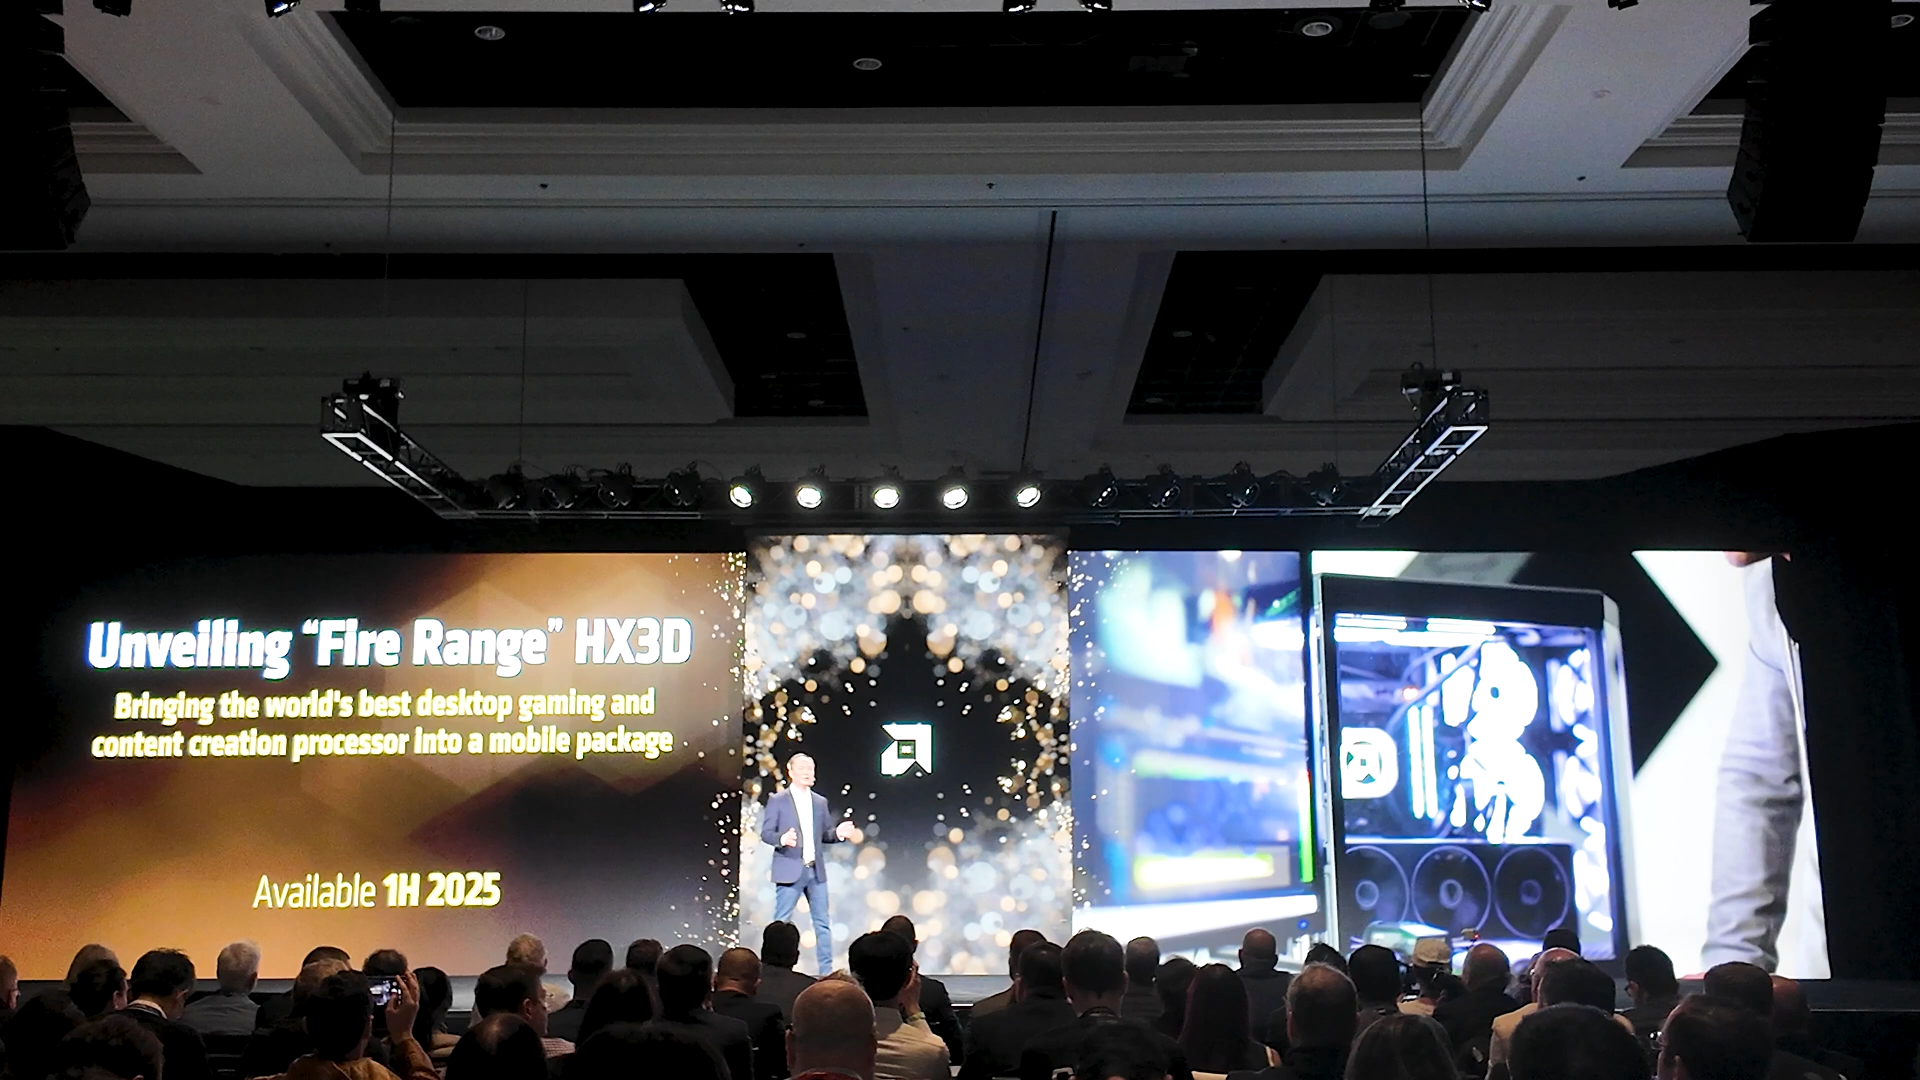 Unveiling “Fire Range” HX3D
Bringing the world's best desktop gaming and
content creation processor into a mobile package
Available 1H 2025